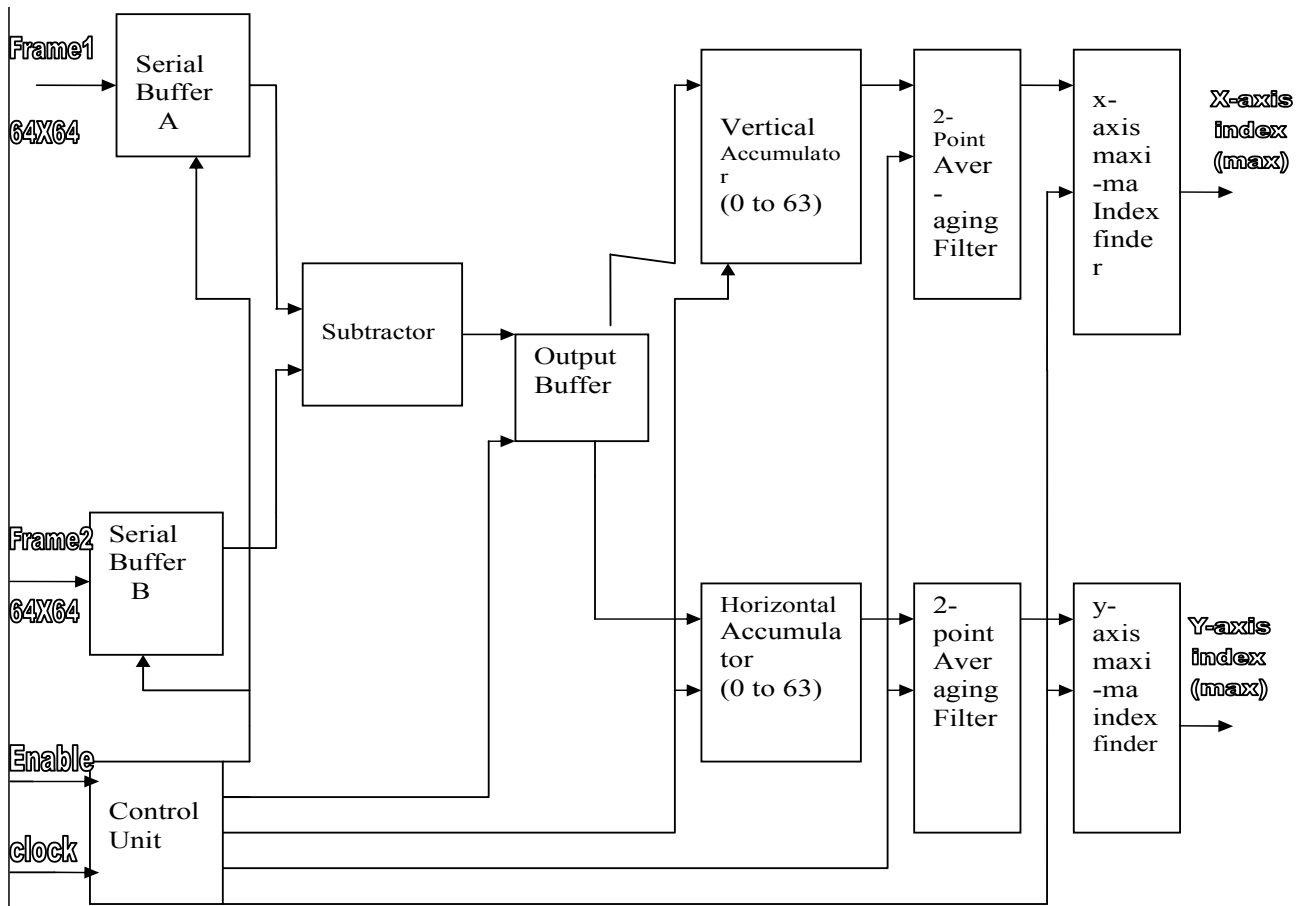 Frame1
64X64
Serial
Buffer
A
Vertical
Accumulato
r
(0 to 63)
2-
Point
Aver
-
aging
Filter
x-
axis
maxi
-ma
Index
finde
r
X-axis
index
(max)
Subtractor
Output
Buffer
Frame2
64X64
Serial
Buffer
B
Horizontal
Accumula
tor
(0 to 63)
2-
point
Aver
aging
Filter
y-
axis
maxi
-ma
index
finder
Y-axis
index
(max)
Enable
clock
Control
Unit